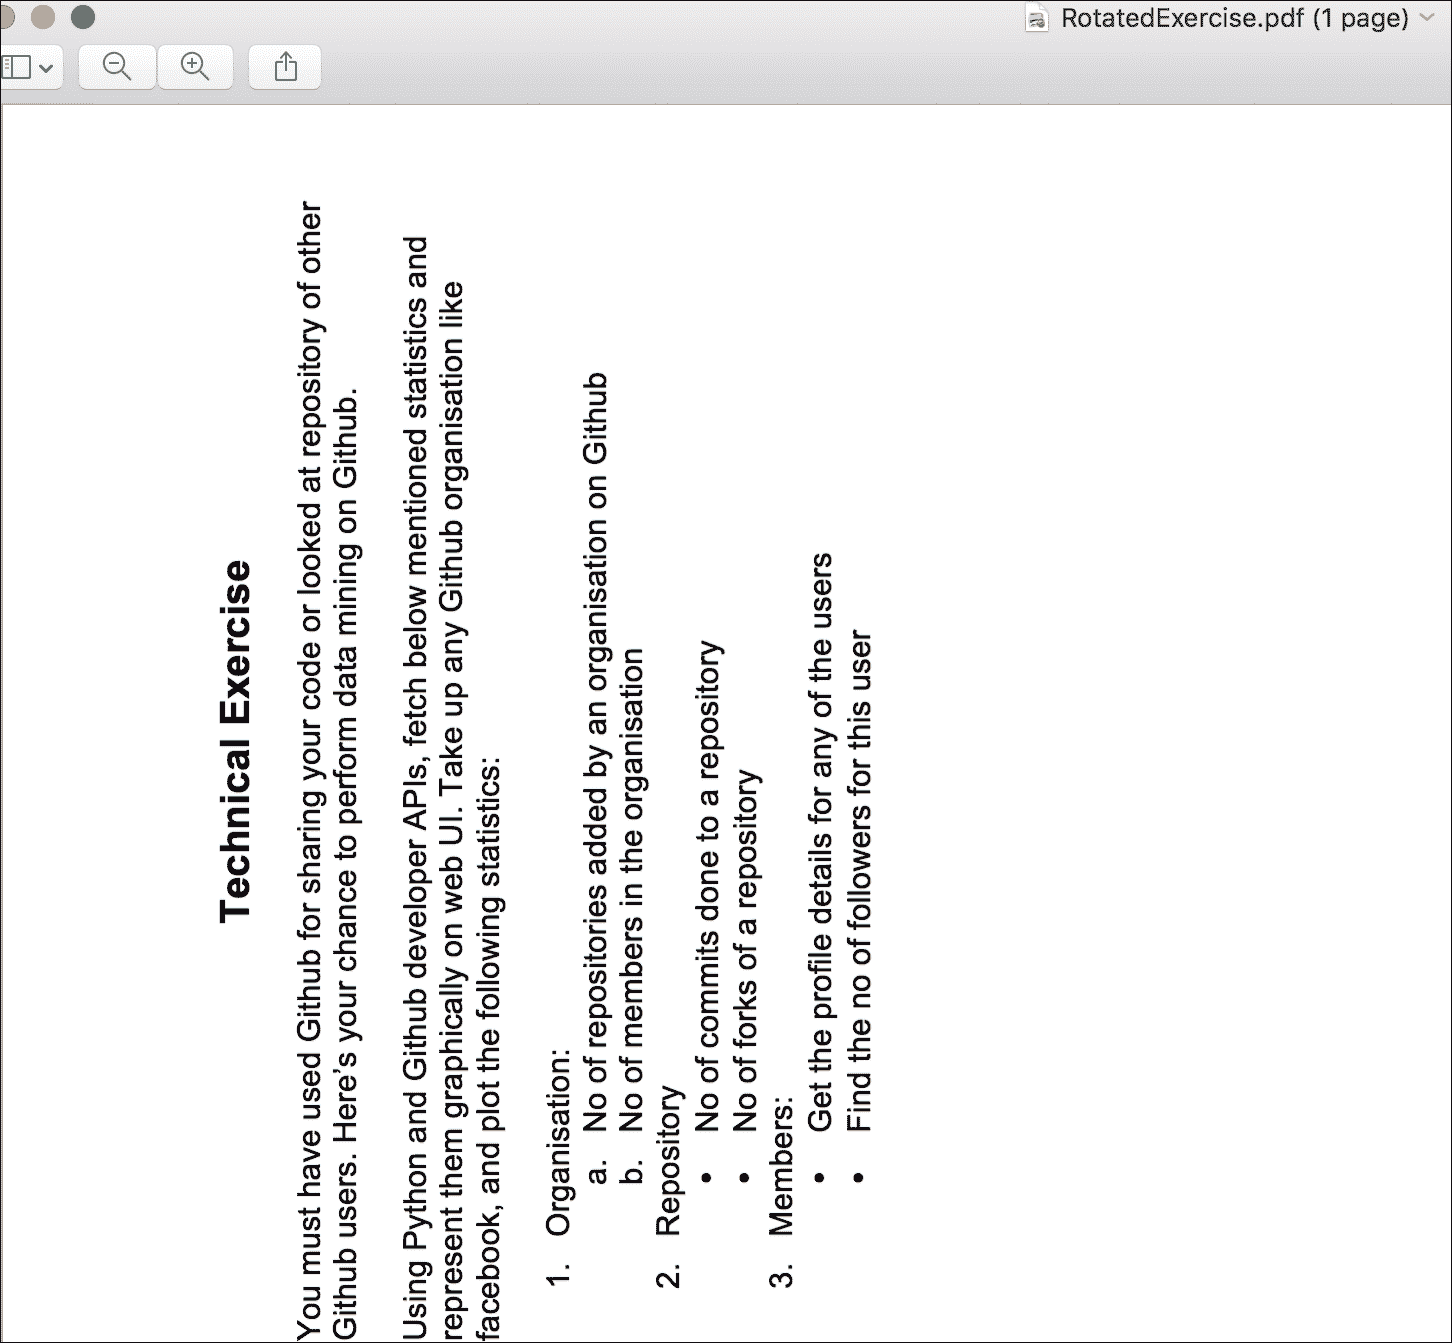 RotatedExercise.pdf (1 page)
Technical Exercise
You must have used Github for sharing your code or looked at repository of other
Github users. Here's your chance to perform data mining on Github.
Using Python and Github developer APIs, fetch below mentioned statistics and
represent them graphically on web UI. Take up any Github organisation like
facebook, and plot the following statistics:
1. Organisation:
a. No of repositories added by an organisation on Github
b. No of members in the organisation
2. Repository
• No of commits done to a repository
• No of forks of a repository
3. Members:
• Get the profile details for any of the users
• Find the no of followers for this user